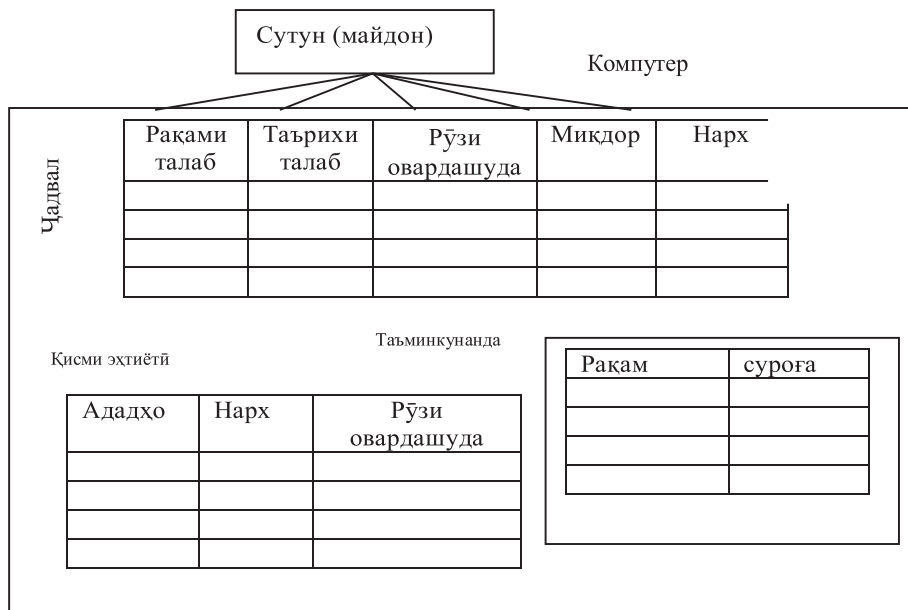 Сутун (майдон)
Компутер
Ҷадвал
Рақами
талаб
Таърихи
талаб
Рӯзи
овардашуда
Миқдор
Нарх
Таъминкунанда
Қисми эҳтиётӣ
Рақам
суроға
Ададҳо
Нарх
Рӯзи
овардашуда